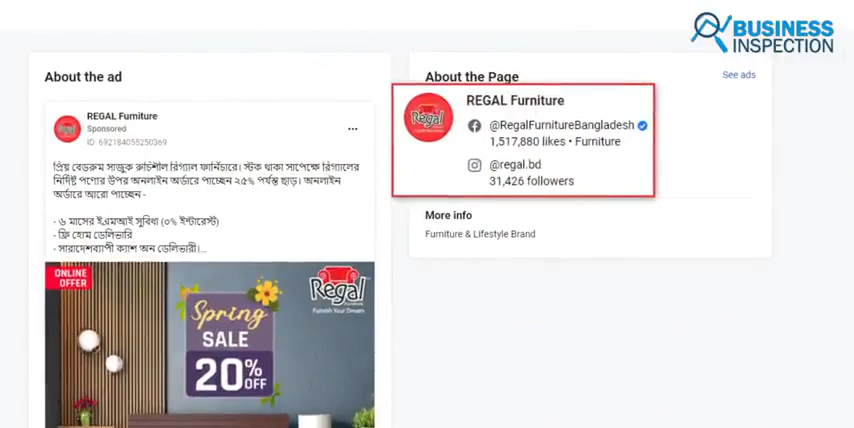 BUSINESS
INSPECTION
About the ad
REGAL Furniture
Sponsored
ID: 692184055250369
প্রিয় বেডরুম সাজুক রুচিশীল রিগ্যাল ফার্নিচারে। স্টক থাকা সাপেক্ষে রিগ্যালের
নির্দিষ্ট পণ্যের উপর অনলাইন অর্ডারে পাচ্ছেন ২৫% পর্যন্ত ছাড়। অনলাইন
অর্ডারে আরো পাচ্ছেন -
- ৬ মাসের ইএমআই সুবিধা (০% ইন্টারেস্ট)
- ফ্রি হোম ডেলিভারি
- সারাদেশব্যাপী ক্যাশ অন ডেলিভারী।...
ONLINE
OFFER
Regal
Furniture
Furnish Your Dream
Spring
SALE
20% OFF
About the Page
See ads
Regal
REGAL Furniture
@RegalFurnitureBangladesh
1,517,880 likes • Furniture
@regal.bd
31,426 followers
More info
Furniture & Lifestyle Brand